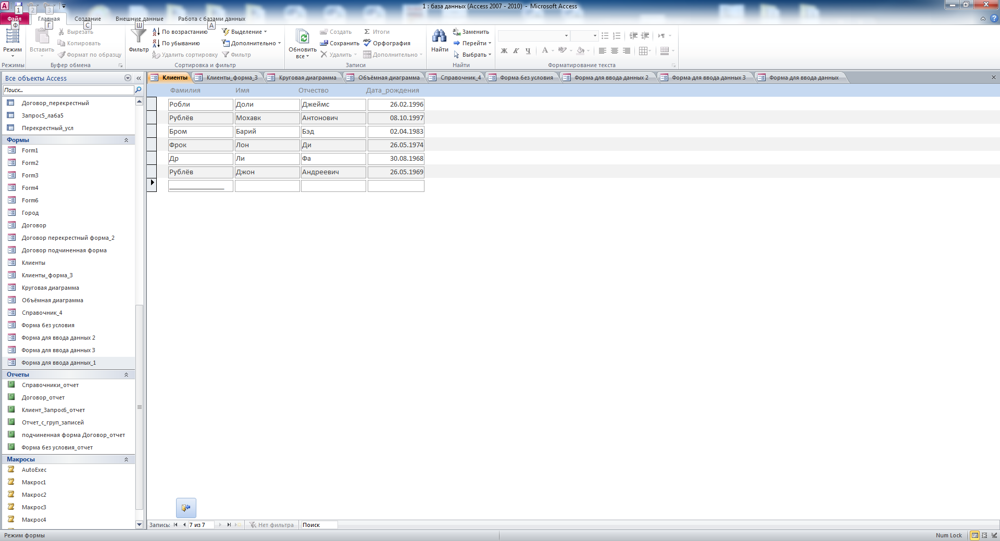 1 : база данных (Access 2007 - 2010) - Microsoft Access
1 2 3
Файл Главная Создание Внешние данные Работа с базами данных
Ф Г С Ш А
Режим
Режимы
Вставить
Вырезать
Копировать
Формат по образцу
Буфер обмена
Фильтр
По возрастанию
По убыванию
Удалить сортировку
Выделение
Дополнительно
Фильтр
Сортировка и фильтр
Обновить
все
Создать
Сохранить
Удалить
Итоги
Орфография
Дополнительно
Записи
Найти
Заменить
Перейти
Выбрать
Найти
Ж К Ч А
Форматирование текста
Все объекты Access
Поиск...
Договор_перекрестный
Запрос5_ла6а5
Перекрестный_усл
Формы
Form1
Form2
Form3
Form4
Form6
Город
Договор
Договор перекрестный форма_2
Договор подчиненная форма
Клиенты
Клиенты_форма_3
Круговая диаграмма
Объёмная диаграмма
Справочник_4
Форма без условия
Форма для ввода данных 2
Форма для ввода данных 3
Форма для ввода данных_1
Отчеты
Справочники_отчет
Договор_отчет
Клиент_Запрос6_отчет
Отчет_с_груп_записей
подчиненная форма Договор_отчет
Форма без условия_отчет
Макросы
AutoExec
Макрос1
Макрос2
Макрос3
Макрос4
Клиенты Клиенты_форма_3 Круговая диаграмма Объёмная диаграмма Справочник_4 Форма без условия Форма для ввода данных 2 Форма для ввода данных 3 Форма для ввода данных
Фамилия Имя Отчество Дата_рождения
Робли Доли Джеймс 26.02.1996
Рублёв Мохавк Антонович 08.10.1997
Бром Барий Бэд 02.04.1983
Фрок Лон Ди 26.05.1974
Др Ли Фа 30.08.1968
Рублёв Джон Андреевич 26.05.1969
Запись: 7 из 7 Нет фильтра Поиск
Режим формы Num Lock